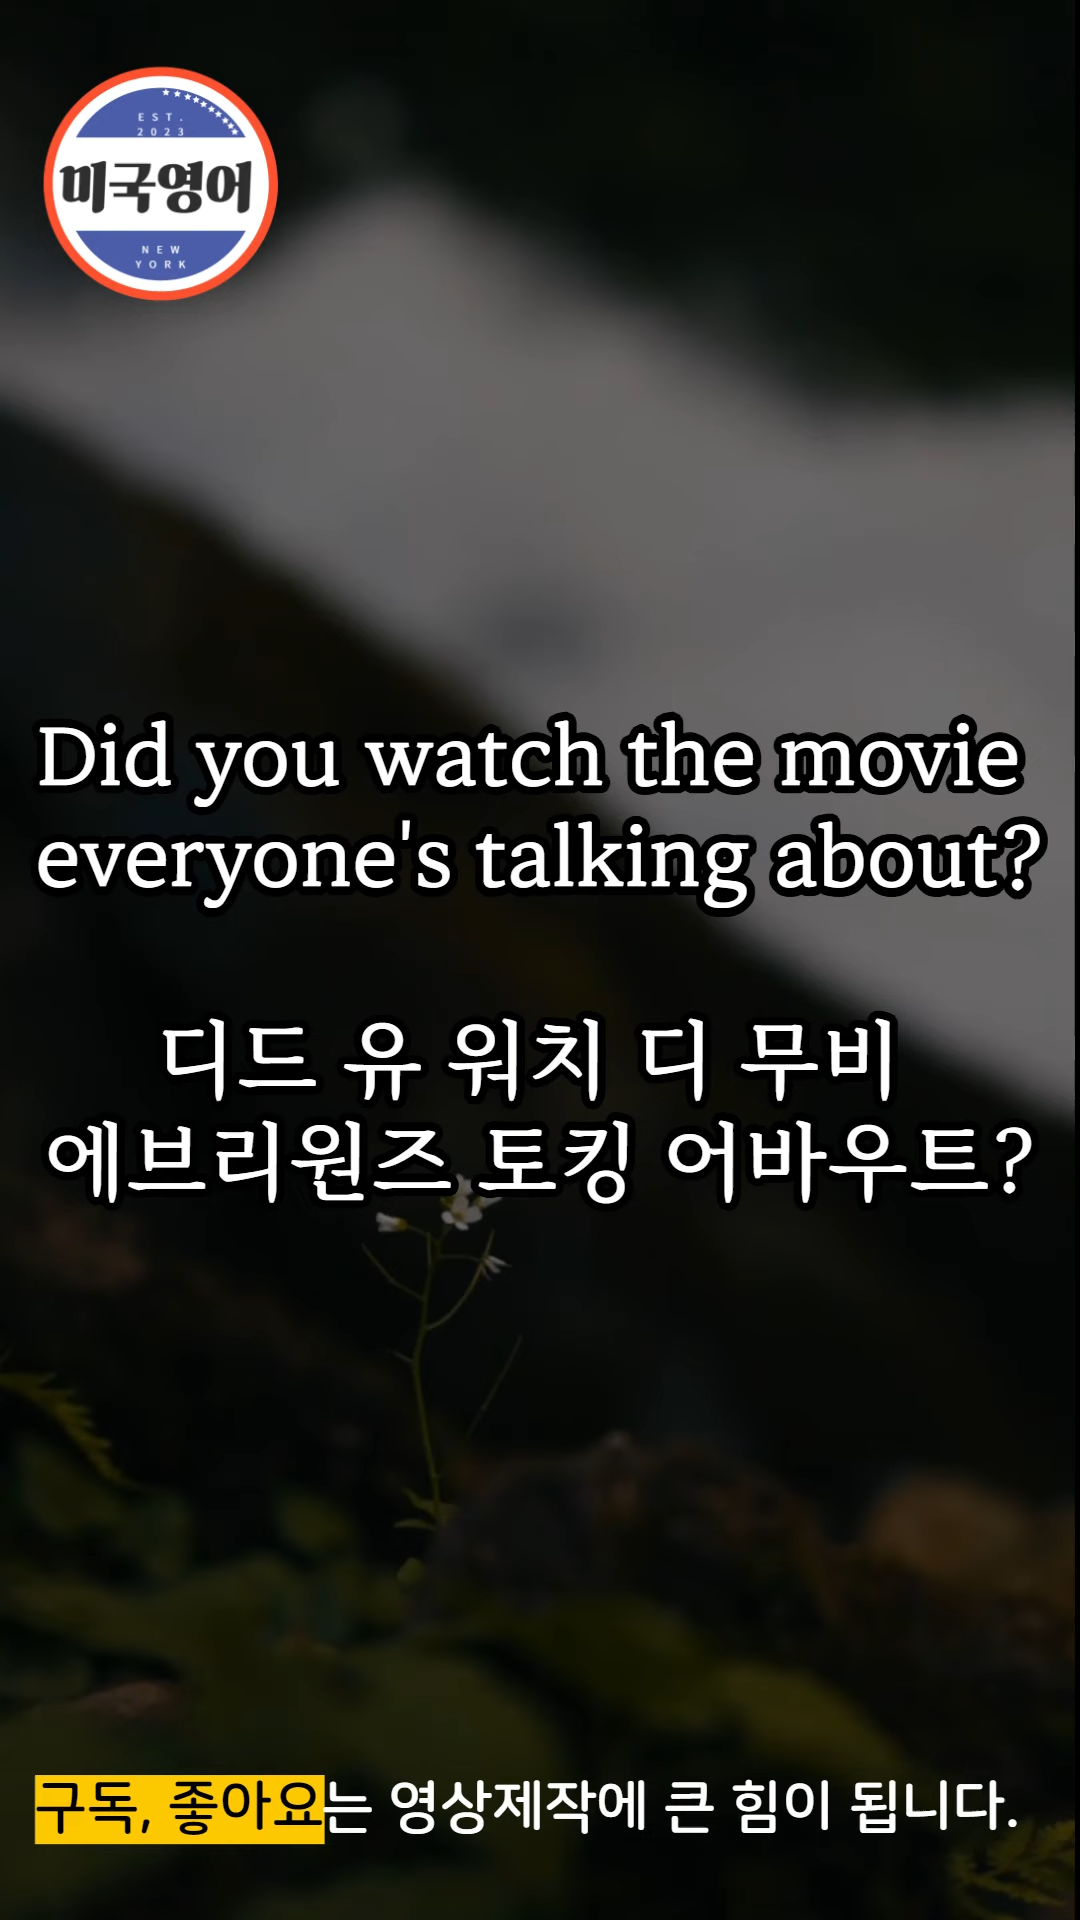 EST.
2023
미국영어
NEW
YORK
Did you watch the movie
everyone's talking about?
디드 유 워치 디 무비
에브리원즈 토킹 어바우트?
구독, 좋아요는 영상제작에 큰 힘이 됩니다.